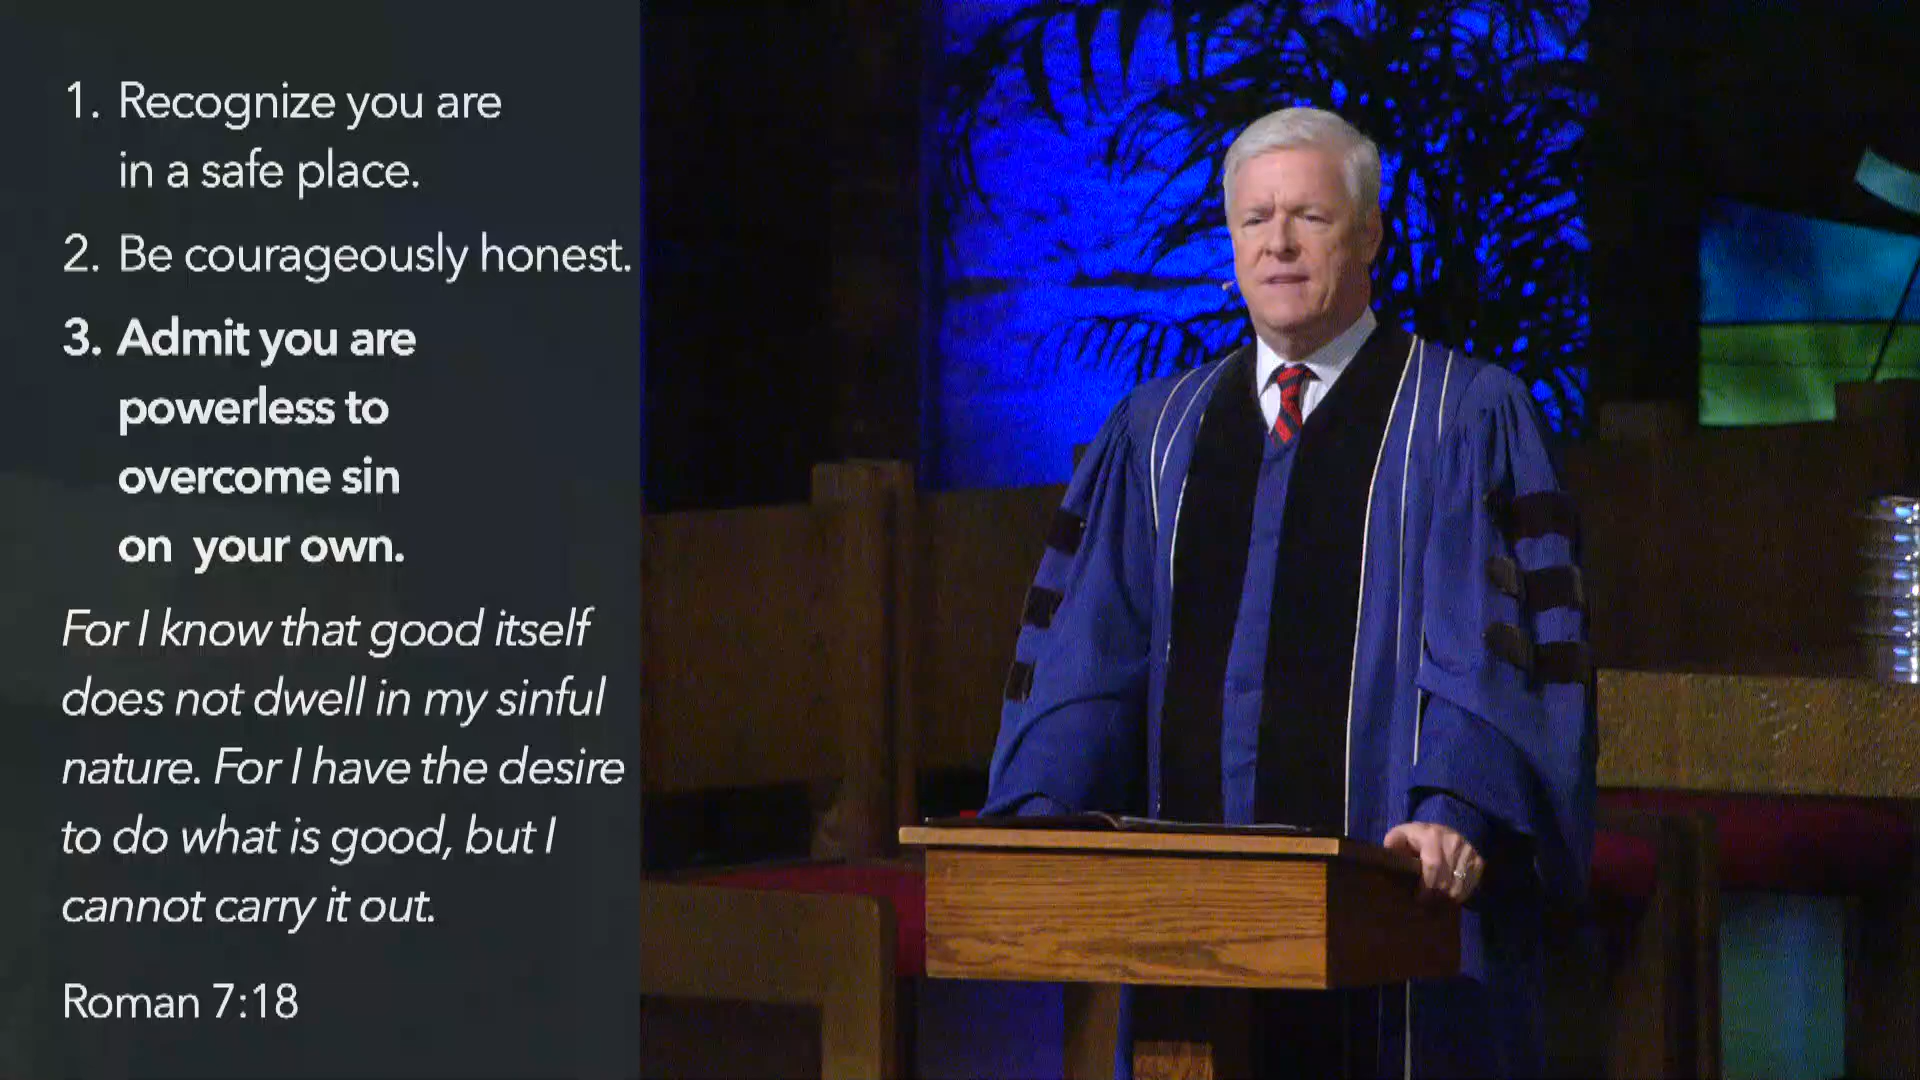 1. Recognize you are
in a safe place.
2. Be courageously honest.
3. Admit you are
powerless to
overcome sin
on your own.
For I know that good itself
does not dwell in my sinful
nature. For I have the desire
to do what is good, but I
cannot carry it out.
Roman 7:18